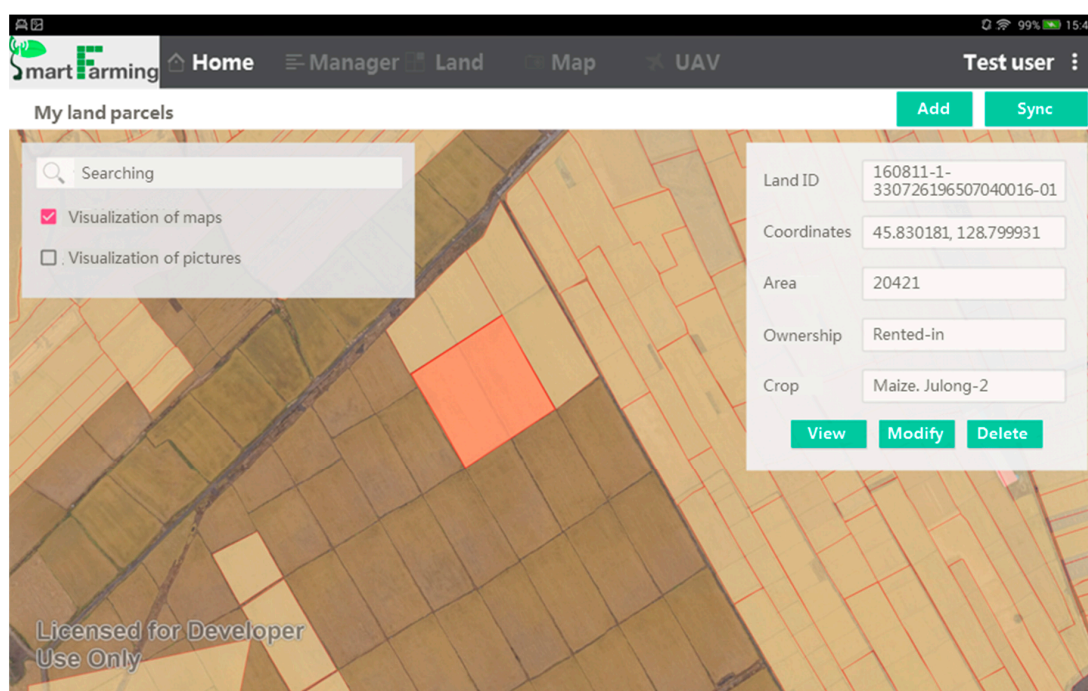 99% 15:4
Smart Farming
Home Manager Land Map UAV Test user
My land parcels
Add Sync
Searching
Visualization of maps
Visualization of pictures
Land ID
160811-1-
330726196507040016-01
Coordinates 45.830181, 128.799931
Area 20421
Ownership Rented-in
Crop Maize. Julong-2
View Modify Delete
Licensed for Developer
Use Only